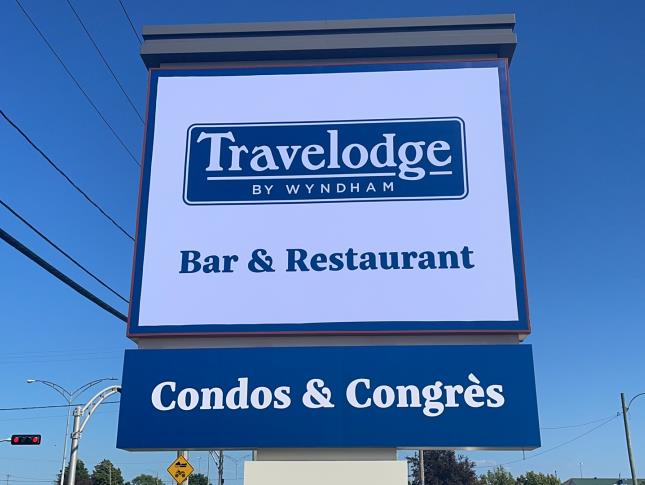 Travelodge
BY WYNDHAM
Bar & Restaurant
Condos & Congrès